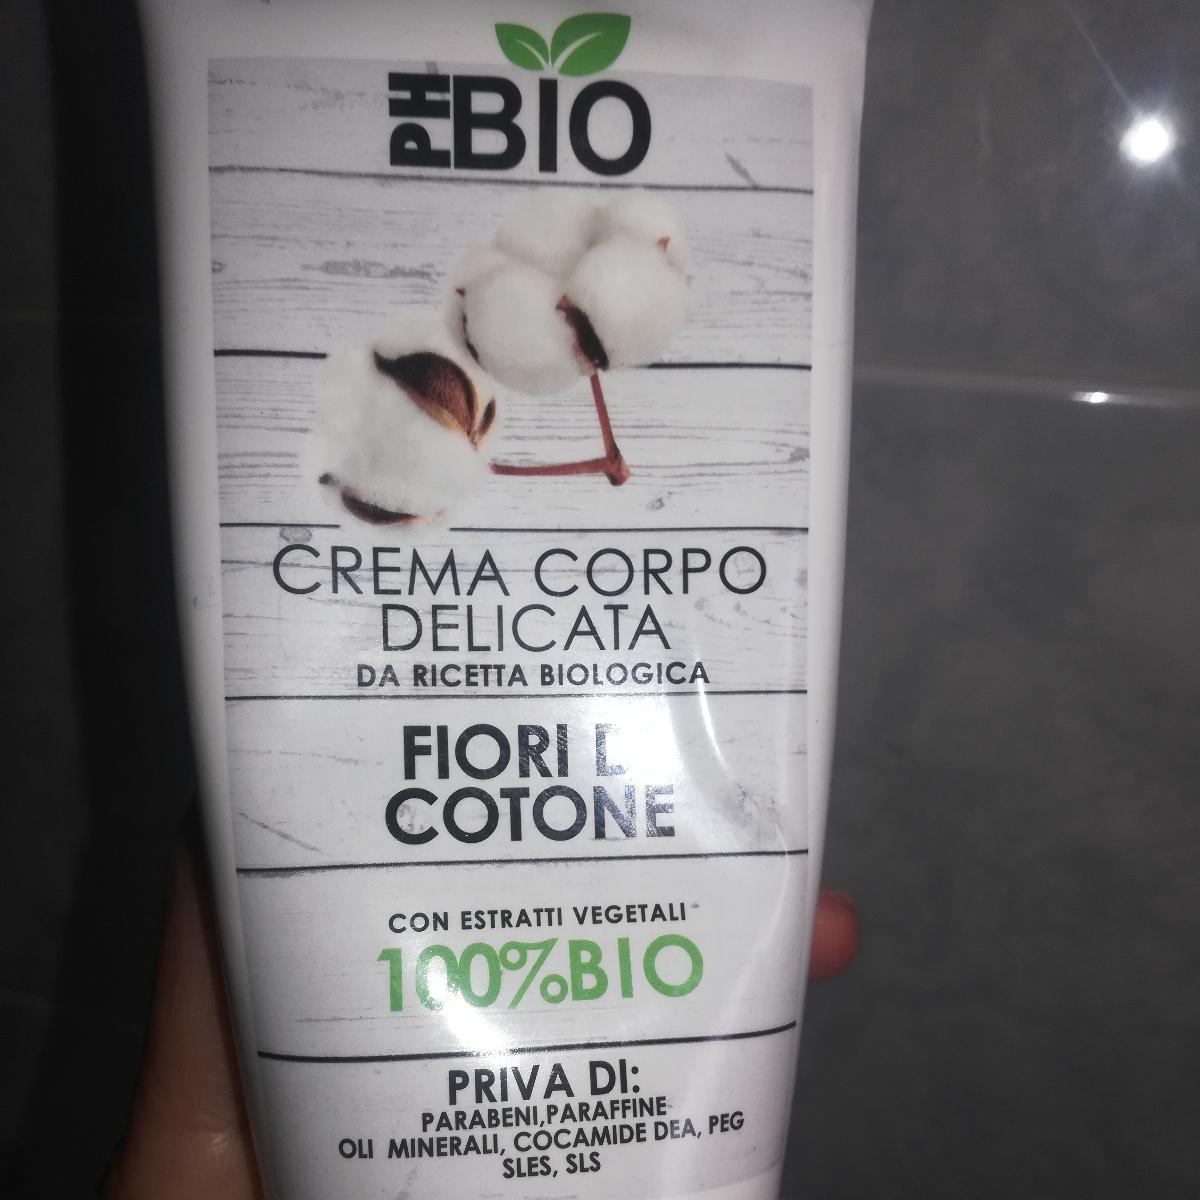 PH BIO
CREMA CORPO
DELICATA
DA RICETTA BIOLOGICA
FIORI D
COTONE
CON ESTRATTI VEGETALI
100%BIO
PRIVA DI:
PARABENI,PARAFFINE
OLI MINERALI, COCAMIDE DEA, PEG
SLES, SLS